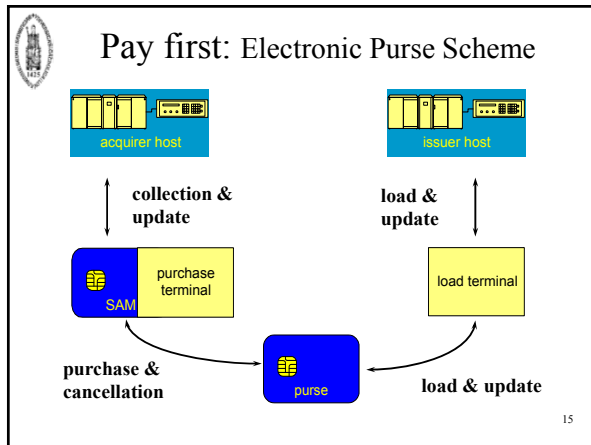 Pay first: Electronic Purse Scheme
1425
acquirer host
issuer host
collection &
update
load &
update
purchase
terminal
SAM
load terminal
purchase &
cancellation
purse
load & update
15